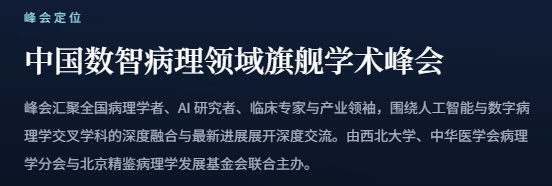 峰会定位
中国数智病理领域旗舰学术峰会
峰会汇聚全国病理学者、AI 研究者、临床专家与产业领袖，围绕人工智能与数字病
理学交叉学科的深度融合与最新进展展开深度交流。由西北大学、中华医学会病理
学分会与北京精鉴病理学发展基金会联合主办。